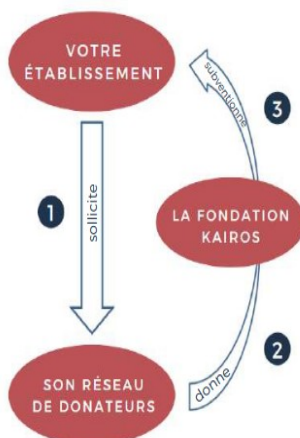 VOTRE
ÉTABLISSEMENT
1
sollicite
SON RÉSEAU
DE DONATEURS
2
donne
LA FONDATION
KAIROS
3
subventionne